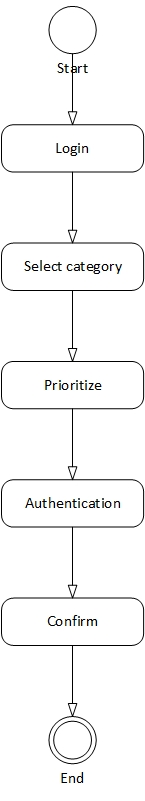 Start
Login
Select category
Prioritize
Authentication
Confirm
End